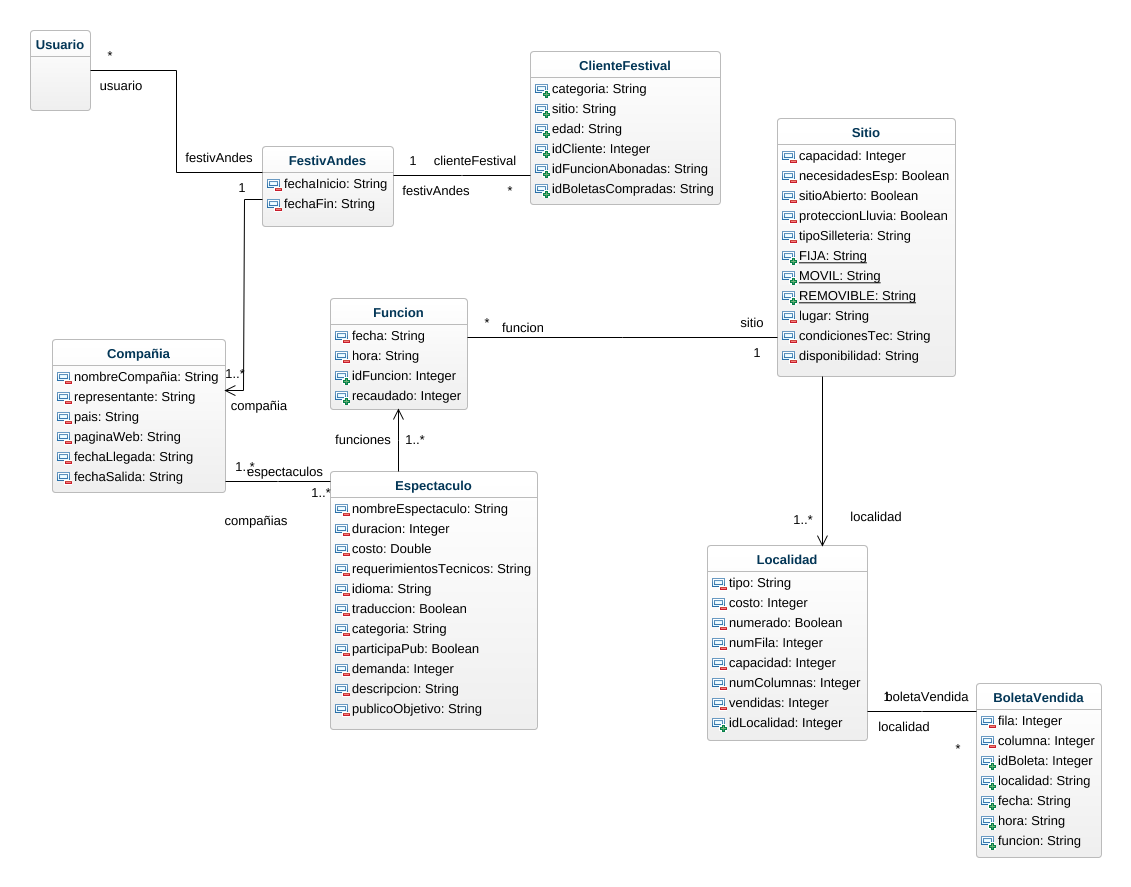 Usuario
*
usuario
festivAndes
1
FestivAndes
fechaInicio: String
fechaFin: String
1
clienteFestival
festivAndes
*
ClienteFestival
categoria: String
sitio: String
edad: String
idCliente: Integer
idFuncionAbonadas: String
idBoletasCompradas: String
Sitio
capacidad: Integer
necesidadesEsp: Boolean
sitioAbierto: Boolean
proteccionLluvia: Boolean
tipoSilleteria: String
FIJA: String
MOVIL: String
REMOVIBLE: String
lugar: String
condicionesTec: String
disponibilidad: String
Funcion
fecha: String
hora: String
idFuncion: Integer
recaudado: Integer
*
funcion
sitio
1
Compañia
nombreCompañia: String
representante: String
pais: String
paginaWeb: String
fechaLlegada: String
fechaSalida: String
1..*
compañia
funciones
1..*
1..*
espectaculos
1..*
compañias
Espectaculo
nombreEspectaculo: String
duracion: Integer
costo: Double
requerimientosTecnicos: String
idioma: String
traduccion: Boolean
categoria: String
participaPub: Boolean
demanda: Integer
descripcion: String
publicoObjetivo: String
1..*
localidad
Localidad
tipo: String
costo: Integer
numerado: Boolean
numFila: Integer
capacidad: Integer
numColumnas: Integer
vendidas: Integer
idLocalidad: Integer
1
boletaVendida
localidad
*
BoletaVendida
fila: Integer
columna: Integer
idBoleta: Integer
localidad: String
fecha: String
hora: String
funcion: String